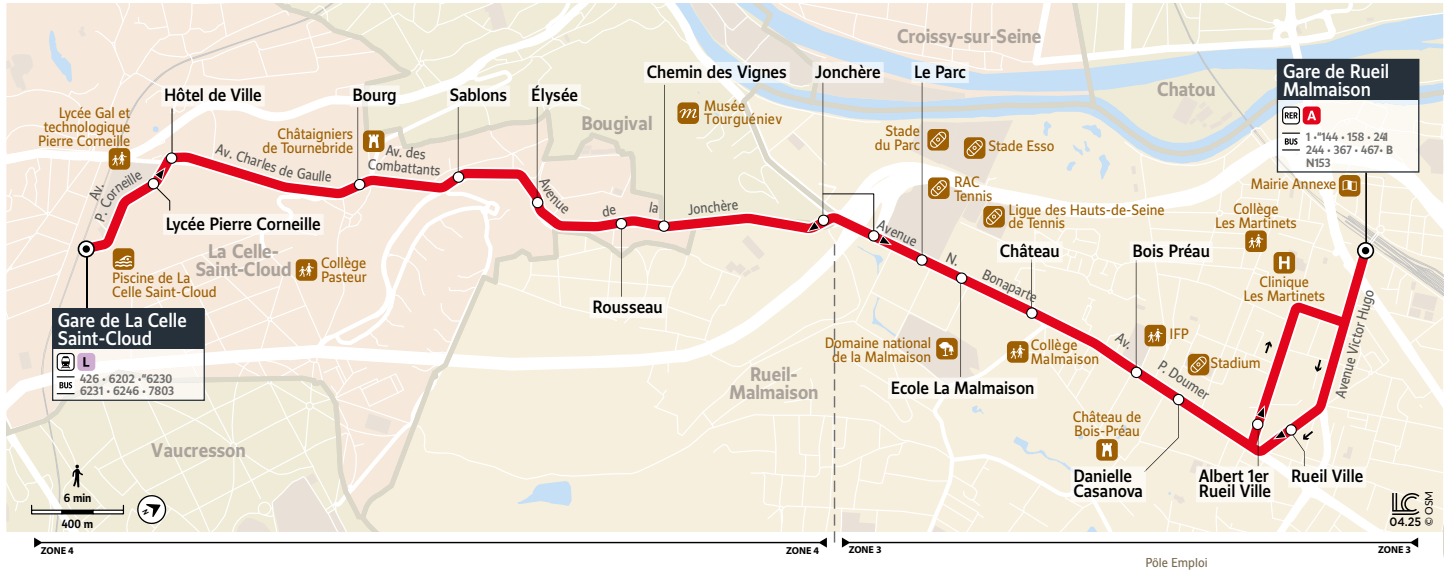 Croissy-sur-Seine
Chatou
Bougival
La Celle-
Saint-Cloud
Vaucresson
Rueil-
Malmaison
Gare de La Celle
Saint-Cloud
L
BUS
426 • 6202 •"6230
6231 • 6246 • 7803
Lycée Gal et
technologique
Pierre Corneille
Piscine de La
Celle Saint-Cloud
Av.
P. Corneille
Lycée Pierre Corneille
Hôtel de Ville
Av. Charles de Gaulle
Châtaigniers
de Tournebride
Collège
Pasteur
Bourg
Av. des
Combattants
Sablons
Élysée
Avenue
de
la
Jonchère
Rousseau
Chemin des Vignes
Musée
Tourguéniev
Jonchère
Le Parc
Stade
du Parc
Stade Esso
RAC
Tennis
Ligue des Hauts-de-Seine
de Tennis
Avenue
N.
Bonaparte
Domaine national
de la Malmaison
Ecole La Malmaison
Château
Collège
Malmaison
Bois Préau
IFP
Av.
P. Doumer
Stadium
Château de
Bois-Préau
Danielle
Casanova
Albert 1er
Rueil Ville
Rueil Ville
Avenue Victor Hugo
Collège
Les Martinets
H
Clinique
Les Martinets
Mairie Annexe
Gare de Rueil
Malmaison
RER
A
BUS
1 •"144 • 158 • 241
244 • 367 • 467• B
N153
6 min
400 m
LC
04.25
© OSM
ZONE 4
ZONE 4
ZONE 3
ZONE 3
Pôle Emploi